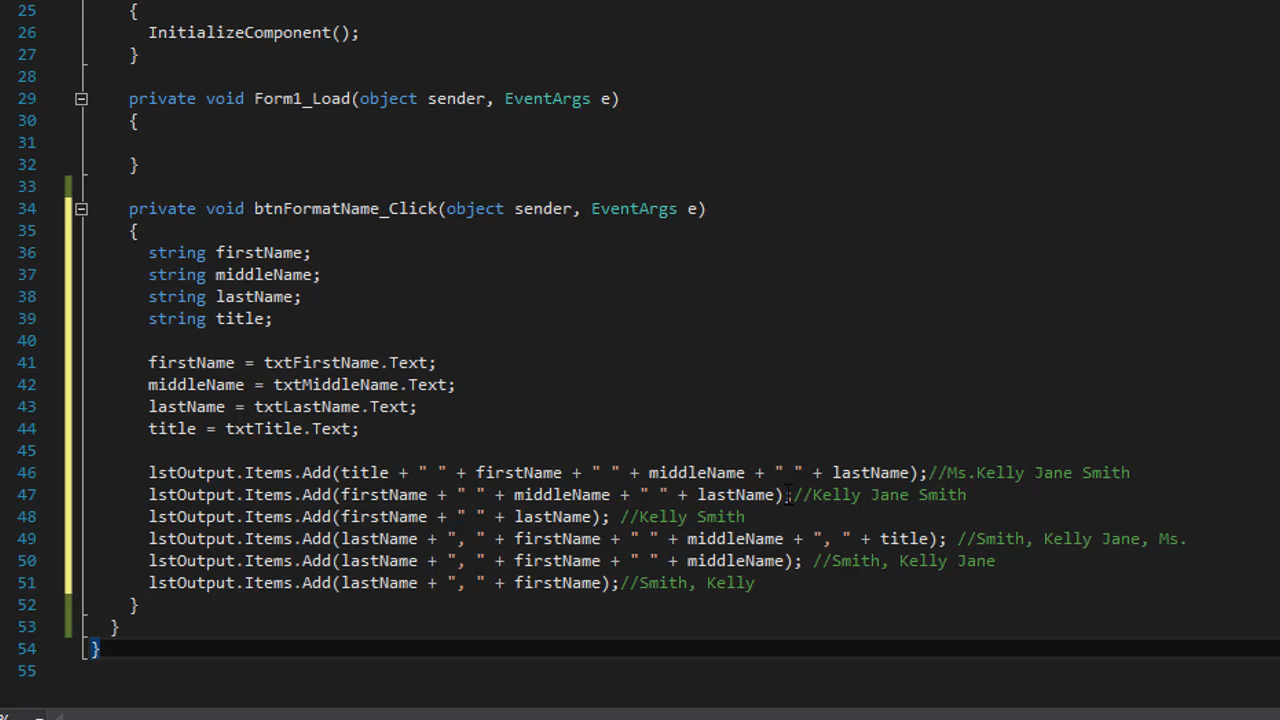 25 {
26 InitializeComponent();
27 }
28
29 private void Form1_Load(object sender, EventArgs e)
30 {
31
32 }
33
34 private void btnFormatName_Click(object sender, EventArgs e)
35 {
36 string firstName;
37 string middleName;
38 string lastName;
39 string title;
40
41 firstName = txtFirstName.Text;
42 middleName = txtMiddleName.Text;
43 lastName = txtLastName.Text;
44 title = txtTitle.Text;
45
46 lstOutput.Items.Add(title + " " + firstName + " " + middleName + " " + lastName);//Ms.Kelly Jane Smith
47 lstOutput.Items.Add(firstName + " " + middleName + " " + lastName);//Kelly Jane Smith
48 lstOutput.Items.Add(firstName + " " + lastName); //Kelly Smith
49 lstOutput.Items.Add(lastName + ", " + firstName + " " + middleName + ", " + title); //Smith, Kelly Jane, Ms.
50 lstOutput.Items.Add(lastName + ", " + firstName + " " + middleName); //Smith, Kelly Jane
51 lstOutput.Items.Add(lastName + ", " + firstName);//Smith, Kelly
52 }
53 }
54 }
55